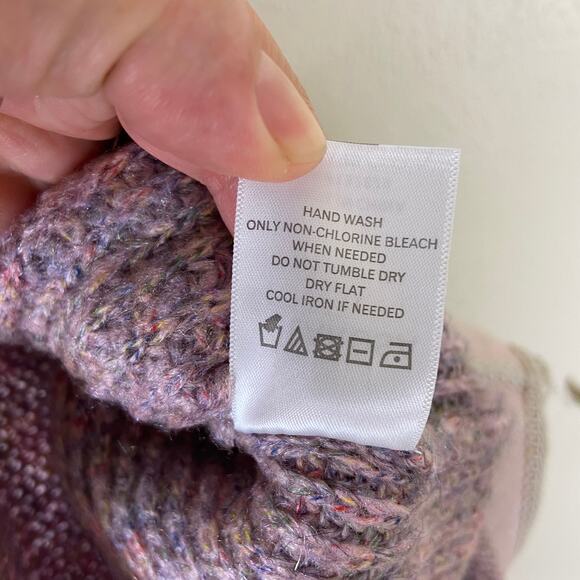 HAND WASH
ONLY NON-CHLORINE BLEACH
WHEN NEEDED
DO NOT TUMBLE DRY
DRY FLAT
COOL IRON IF NEEDED